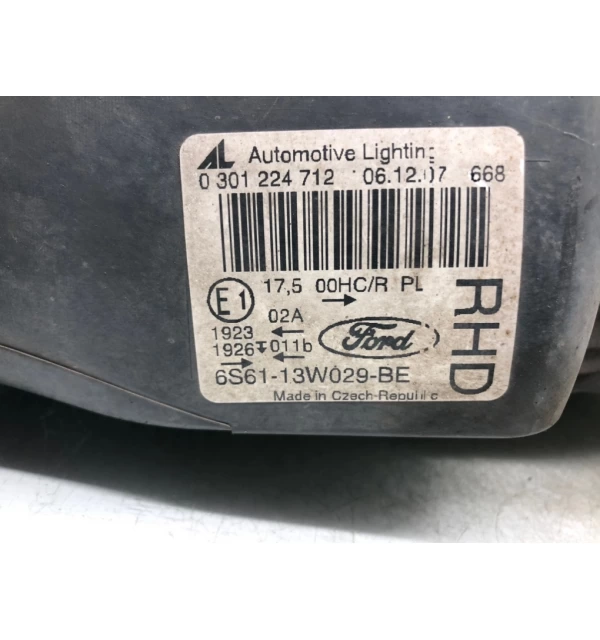 AL Automotive Lighting
0 301 224 712 06.12.07 668
17,5 00HC/R PL
E1
02A
1923
1926 011b
Ford
6S61-13W029-BE
Made in Czech Republic
RHD